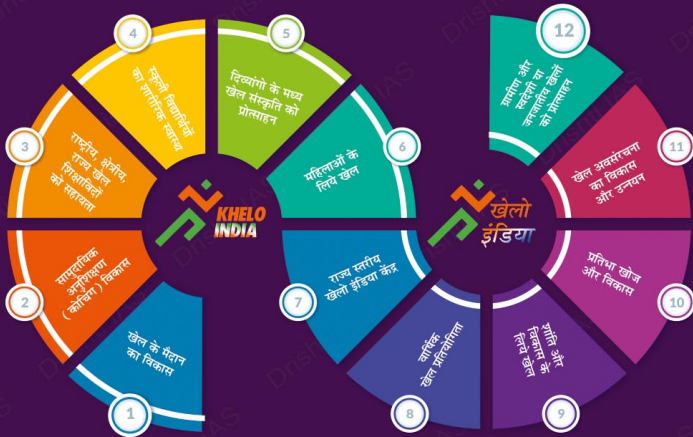 1
खेल के मैदान
का विकास
2
सामुदायिक
अनुशिक्षण
(कोचिंग) विकास
3
राष्ट्रीय, क्षेत्रीय,
राज्य खेल
शिक्षाविदों
को सहायता
4
स्कूली विद्यार्थियों
का शारीरिक स्वास्थ्य
5
दिव्यांगो के मध्य
खेल संस्कृति को
प्रोत्साहन
6
महिलाओं के
लिये खेल
KHELO
INDIA
7
राज्य स्तरीय
खेलो इंडिया केंद्र
8
वार्षिक
खेल प्रतियोगिता
9
शांति और
विकास के
लिये खेल
10
प्रतिभा खोज
और विकास
11
खेल अवसंरचना
का विकास
और उन्नयन
12
ग्रामीण और
स्वदेशी या
जनजातीय खेलों
को प्रोत्साहन
खेलो
इंडिया